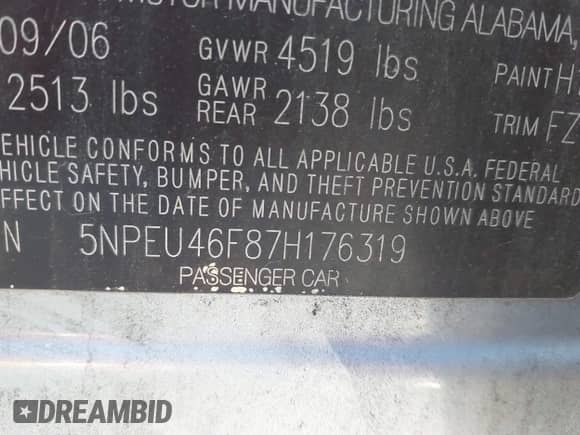 MOTOR MANUFACTURING ALABAMA,
09/06 GVWR 4519 lbs PAINT H
2513 lbs GAWR REAR 2138 lbs TRIM FZ
EHICLE CONFORMS TO ALL APPLICABLE U.S.A. FEDERAL
HICLE SAFETY, BUMPER, AND THEFT PREVENTION STANDARD
EFFECT ON THE DATE OF MANUFACTURE SHOWN ABOVE
N 5NPEU46F87H176319
PASSENGER CAR
DREAMBID